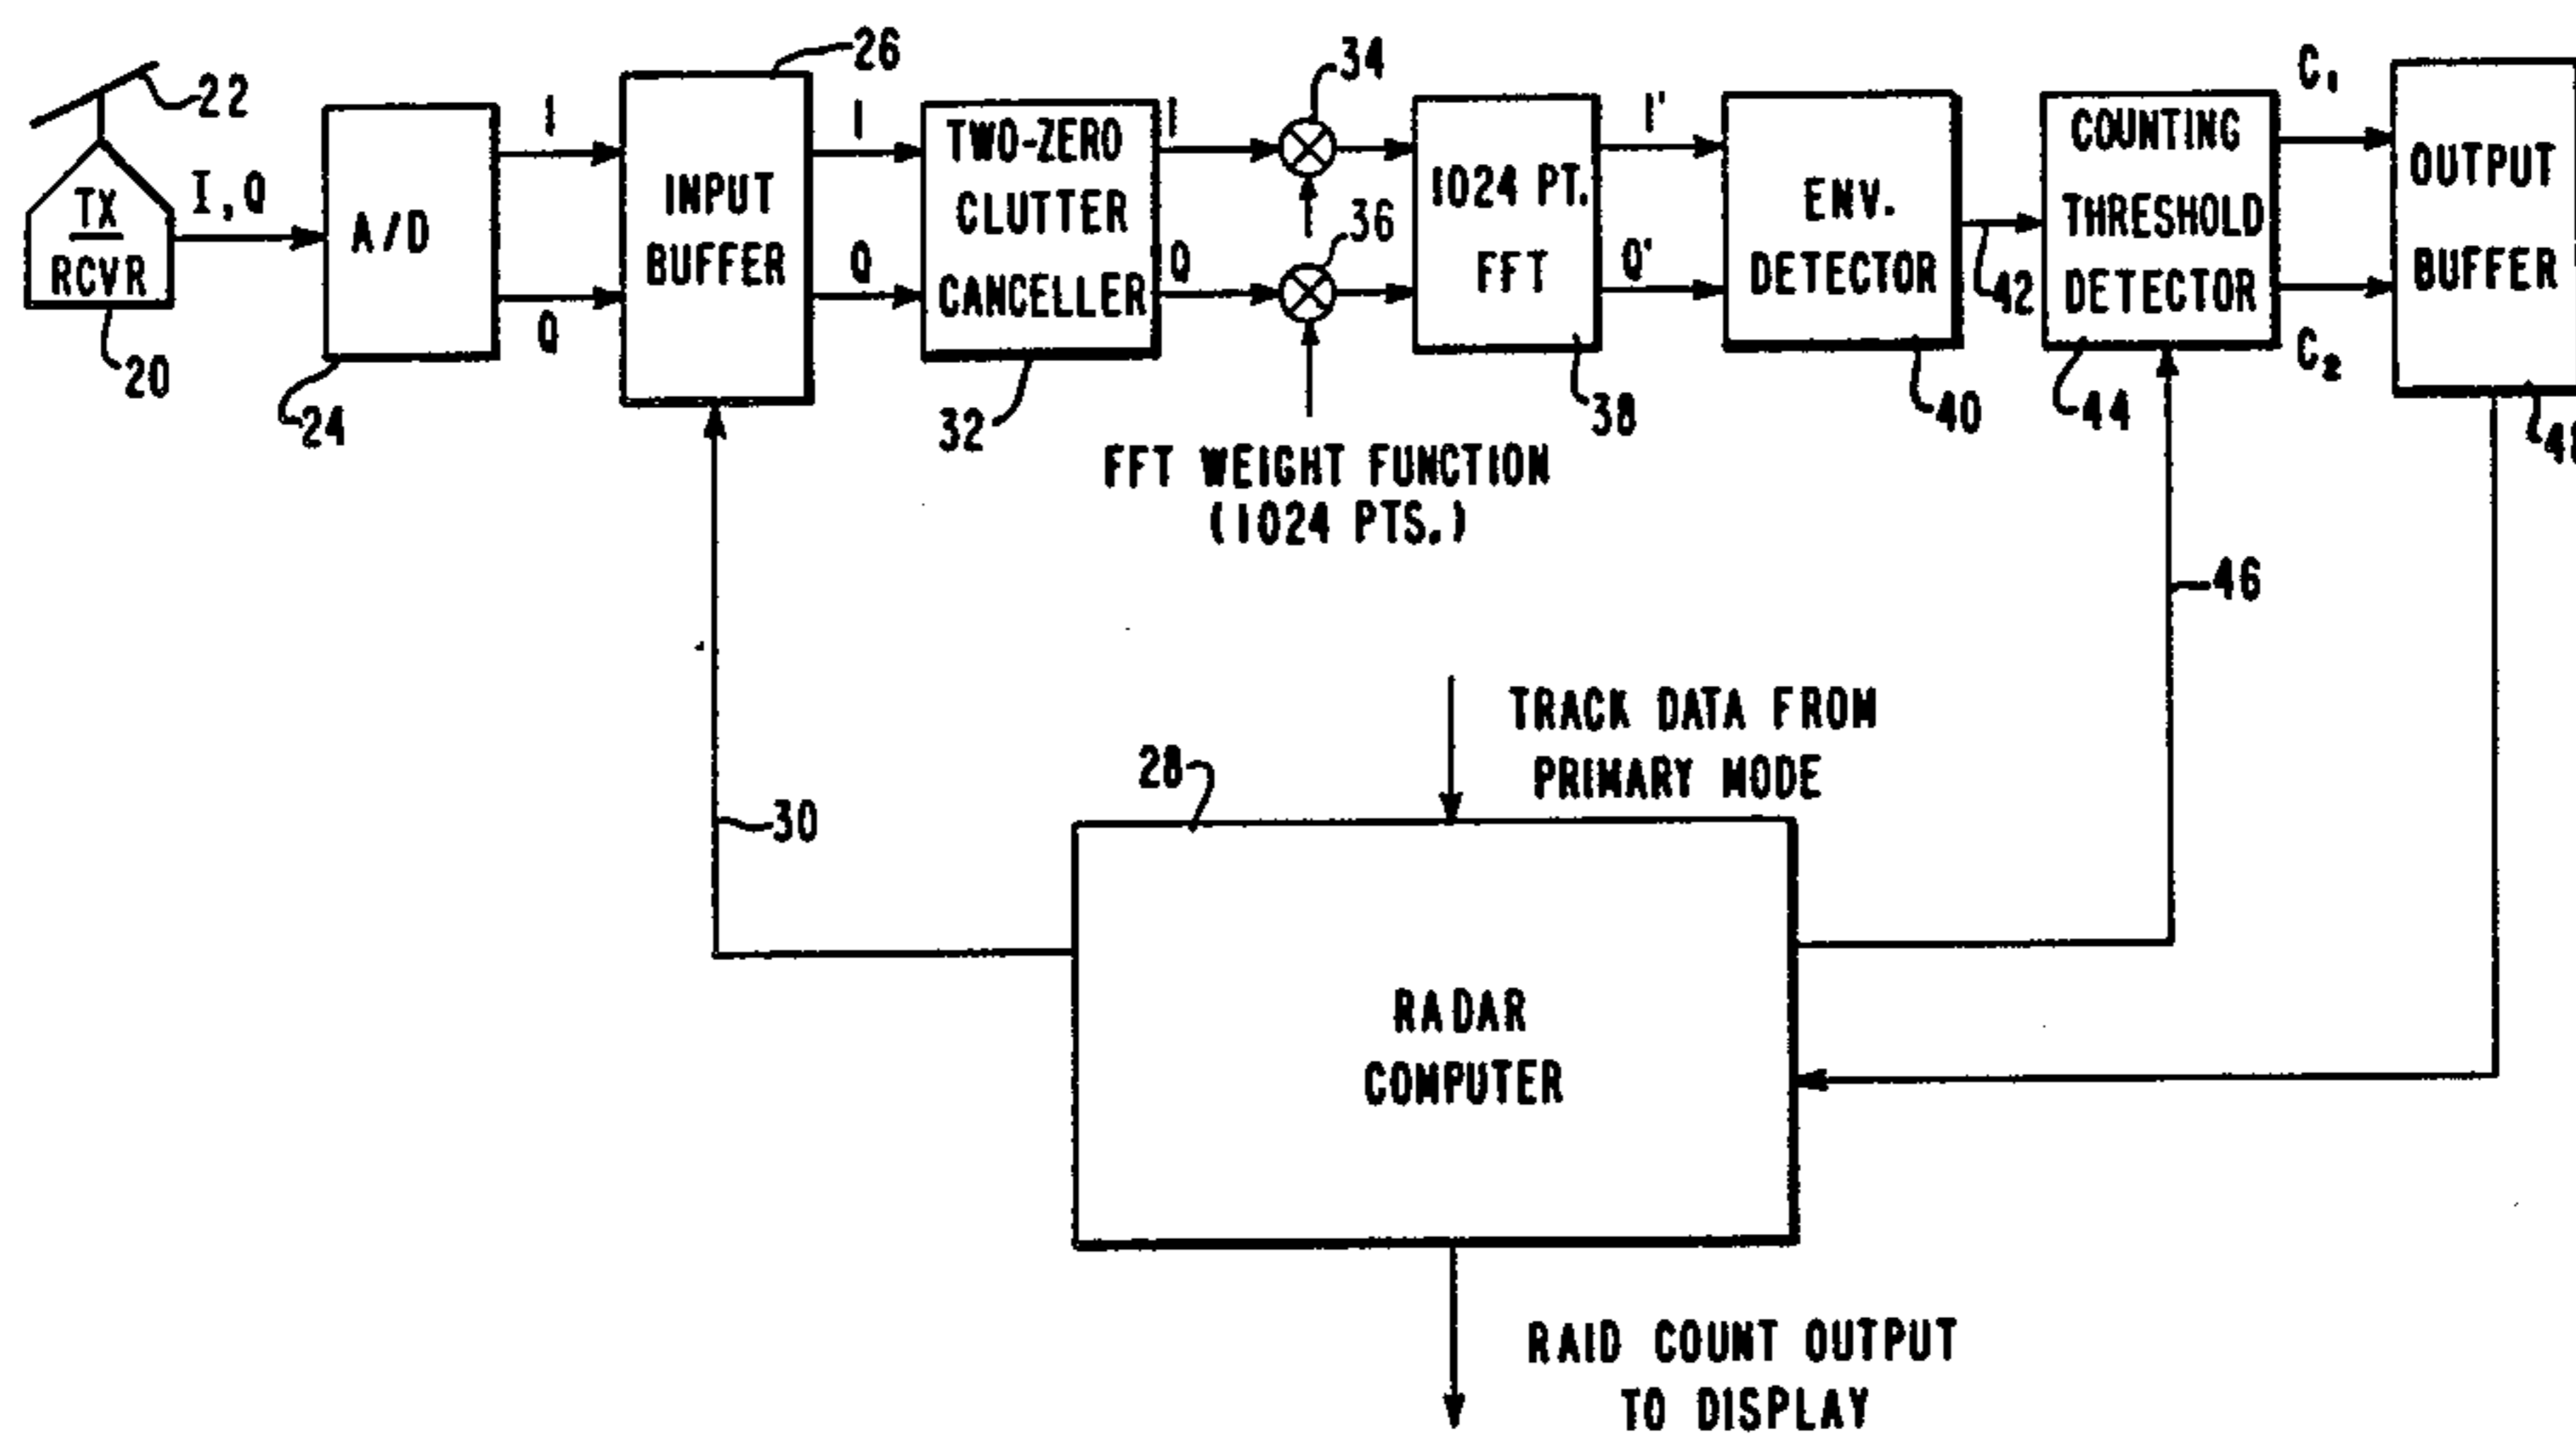 22
TX
RCVR
20
I, Q
A/D
24
I
Q
26
INPUT
BUFFER
I
Q
TWO-ZERO
CLUTTER
CANCELLER
32
I
Q
34
36
FFT WEIGHT FUNCTION
(1024 PTS.)
1024 PT.
FFT
38
I'
Q'
ENV.
DETECTOR
40
42
COUNTING
THRESHOLD
DETECTOR
44
C1
C2
OUTPUT
BUFFER
46
30
28
TRACK DATA FROM
PRIMARY MODE
RADAR
COMPUTER
RAID COUNT OUTPUT
TO DISPLAY